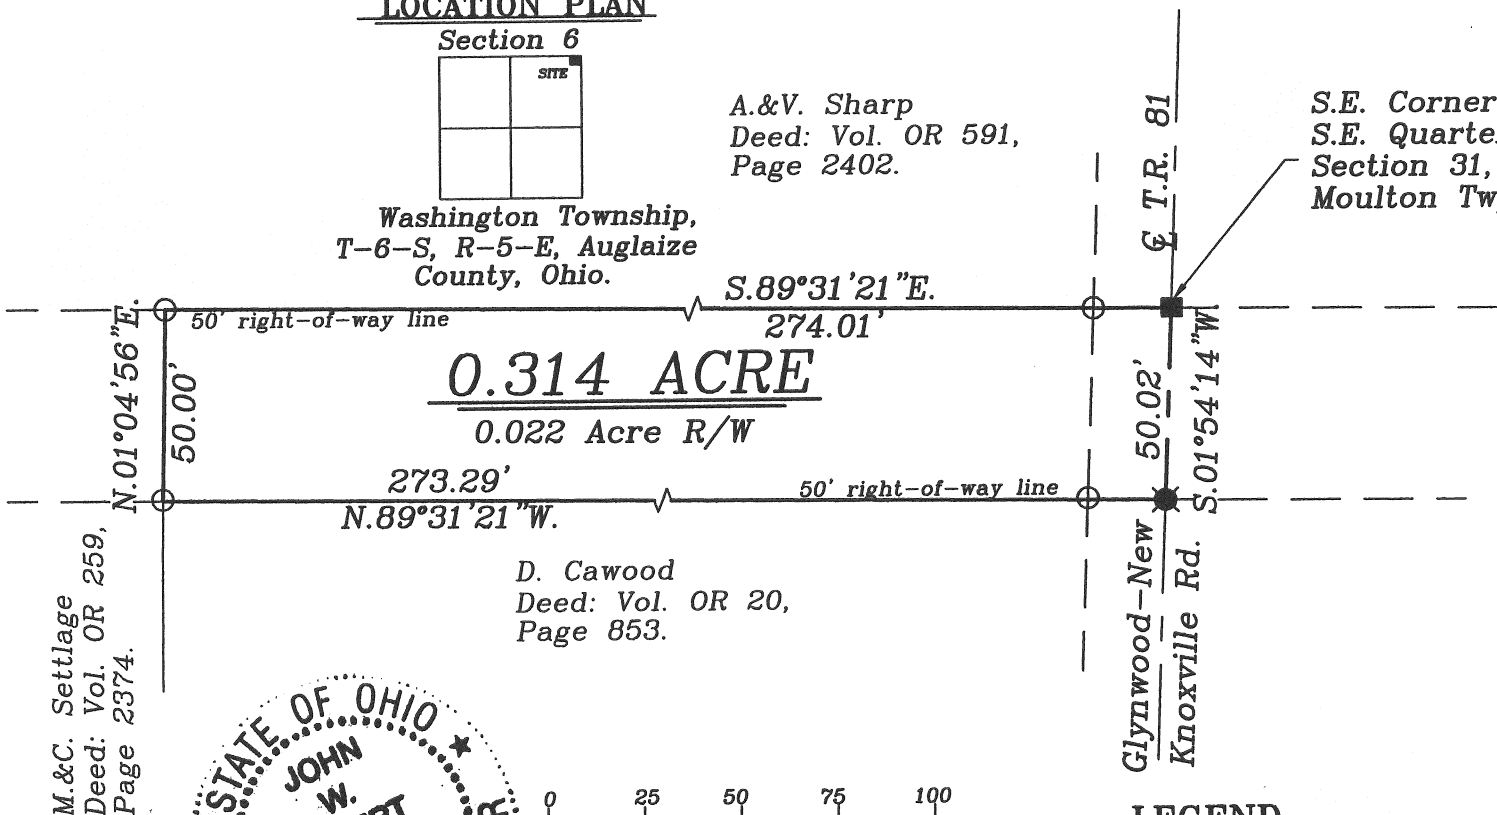 LOCATION PLAN
Section 6
SITE
Washington Township,
T-6-S, R-5-E, Auglaize
County, Ohio.
A.&V. Sharp
Deed: Vol. OR 591,
Page 2402.
℄ T.R. 81
S.E. Corner
S.E. Quarte
Section 31,
Moulton Tw
S.89°31'21"E.
274.01'
50' right-of-way line
N.01°04'56"E.
50.00'
0.314 ACRE
0.022 Acre R/W
50.02'
S.01°54'14"W
273.29'
N.89°31'21"W.
50' right-of-way line
D. Cawood
Deed: Vol. OR 20,
Page 853.
M.&C. Settlage
Deed: Vol. OR 259,
Page 2374.
Glynwood-New
Knoxville Rd.
STATE OF OHIO
JOHN
W.
0 25 50 75 100
LEGEND